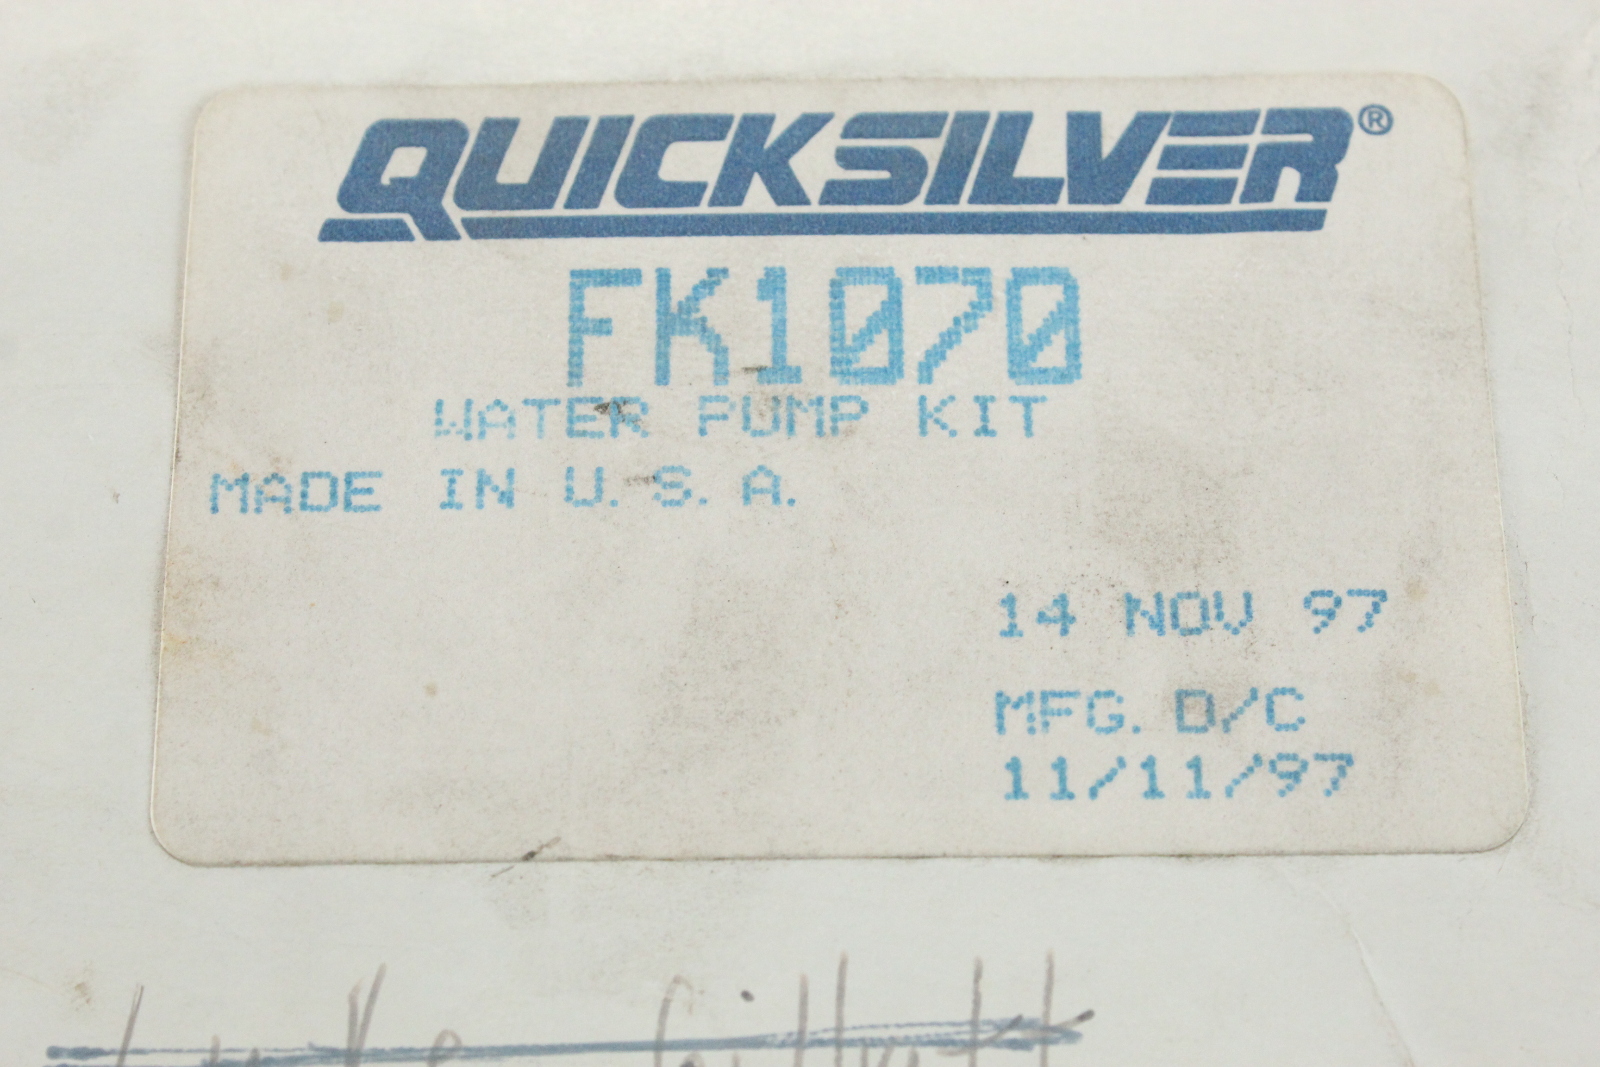 QUICKSILVER®
FK1070
WATER PUMP KIT
MADE IN U.S.A.
14 NOV 97
MFG. D/C
11/11/97